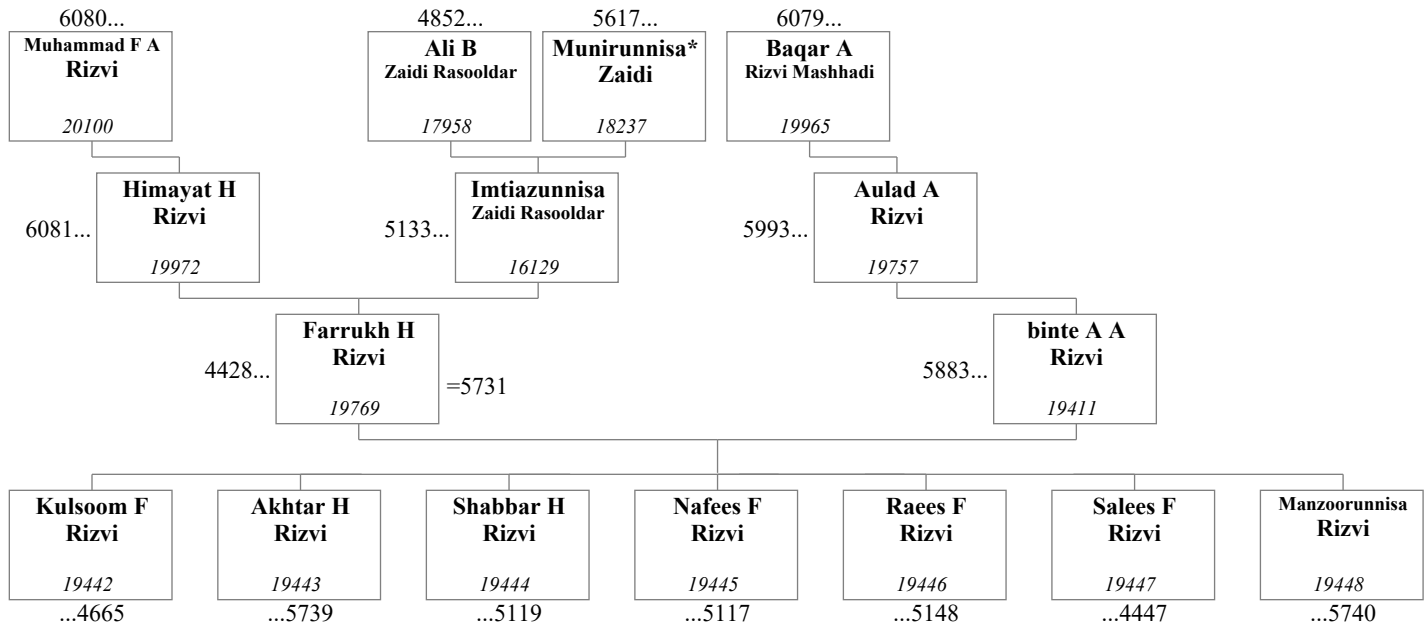 6080...
Muhammad F A
Rizvi
20100
4852...
Ali B
Zaidi Rasooldar
17958
5617...
Munirunnisa*
Zaidi
18237
6079...
Baqar A
Rizvi Mashhadi
19965
6081...
Himayat H
Rizvi
19972
5133...
Imtiazunnisa
Zaidi Rasooldar
16129
5993...
Aulad A
Rizvi
19757
4428...
Farrukh H
Rizvi
19769
=5731
5883...
binte A A
Rizvi
19411
Kulsoom F
Rizvi
19442
...4665
Akhtar H
Rizvi
19443
...5739
Shabbar H
Rizvi
19444
...5119
Nafees F
Rizvi
19445
...5117
Raees F
Rizvi
19446
...5148
Salees F
Rizvi
19447
...4447
Manzoorunnisa
Rizvi
19448
...5740